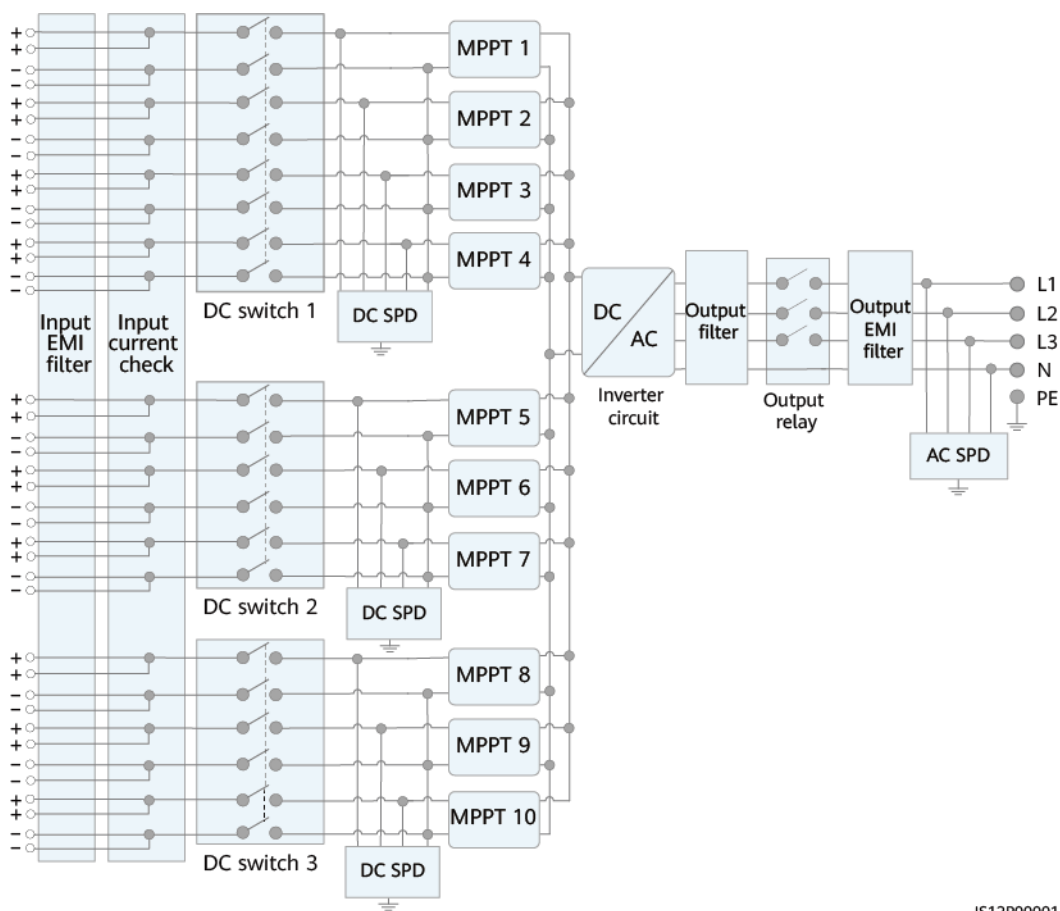 +
+
−
−
MPPT 1
+
+
−
−
MPPT 2
+
+
−
−
MPPT 3
+
+
−
−
MPPT 4
DC switch 1
DC SPD
Input
EMI
filter
Input
current
check
DC
AC
Inverter
circuit
Output
filter
Output
relay
Output
EMI
filter
L1
L2
L3
N
PE
AC SPD
+
+
−
−
MPPT 5
+
+
−
−
MPPT 6
+
+
−
−
MPPT 7
DC switch 2
DC SPD
+
+
−
−
MPPT 8
+
+
−
−
MPPT 9
+
+
−
−
MPPT 10
DC switch 3
DC SPD